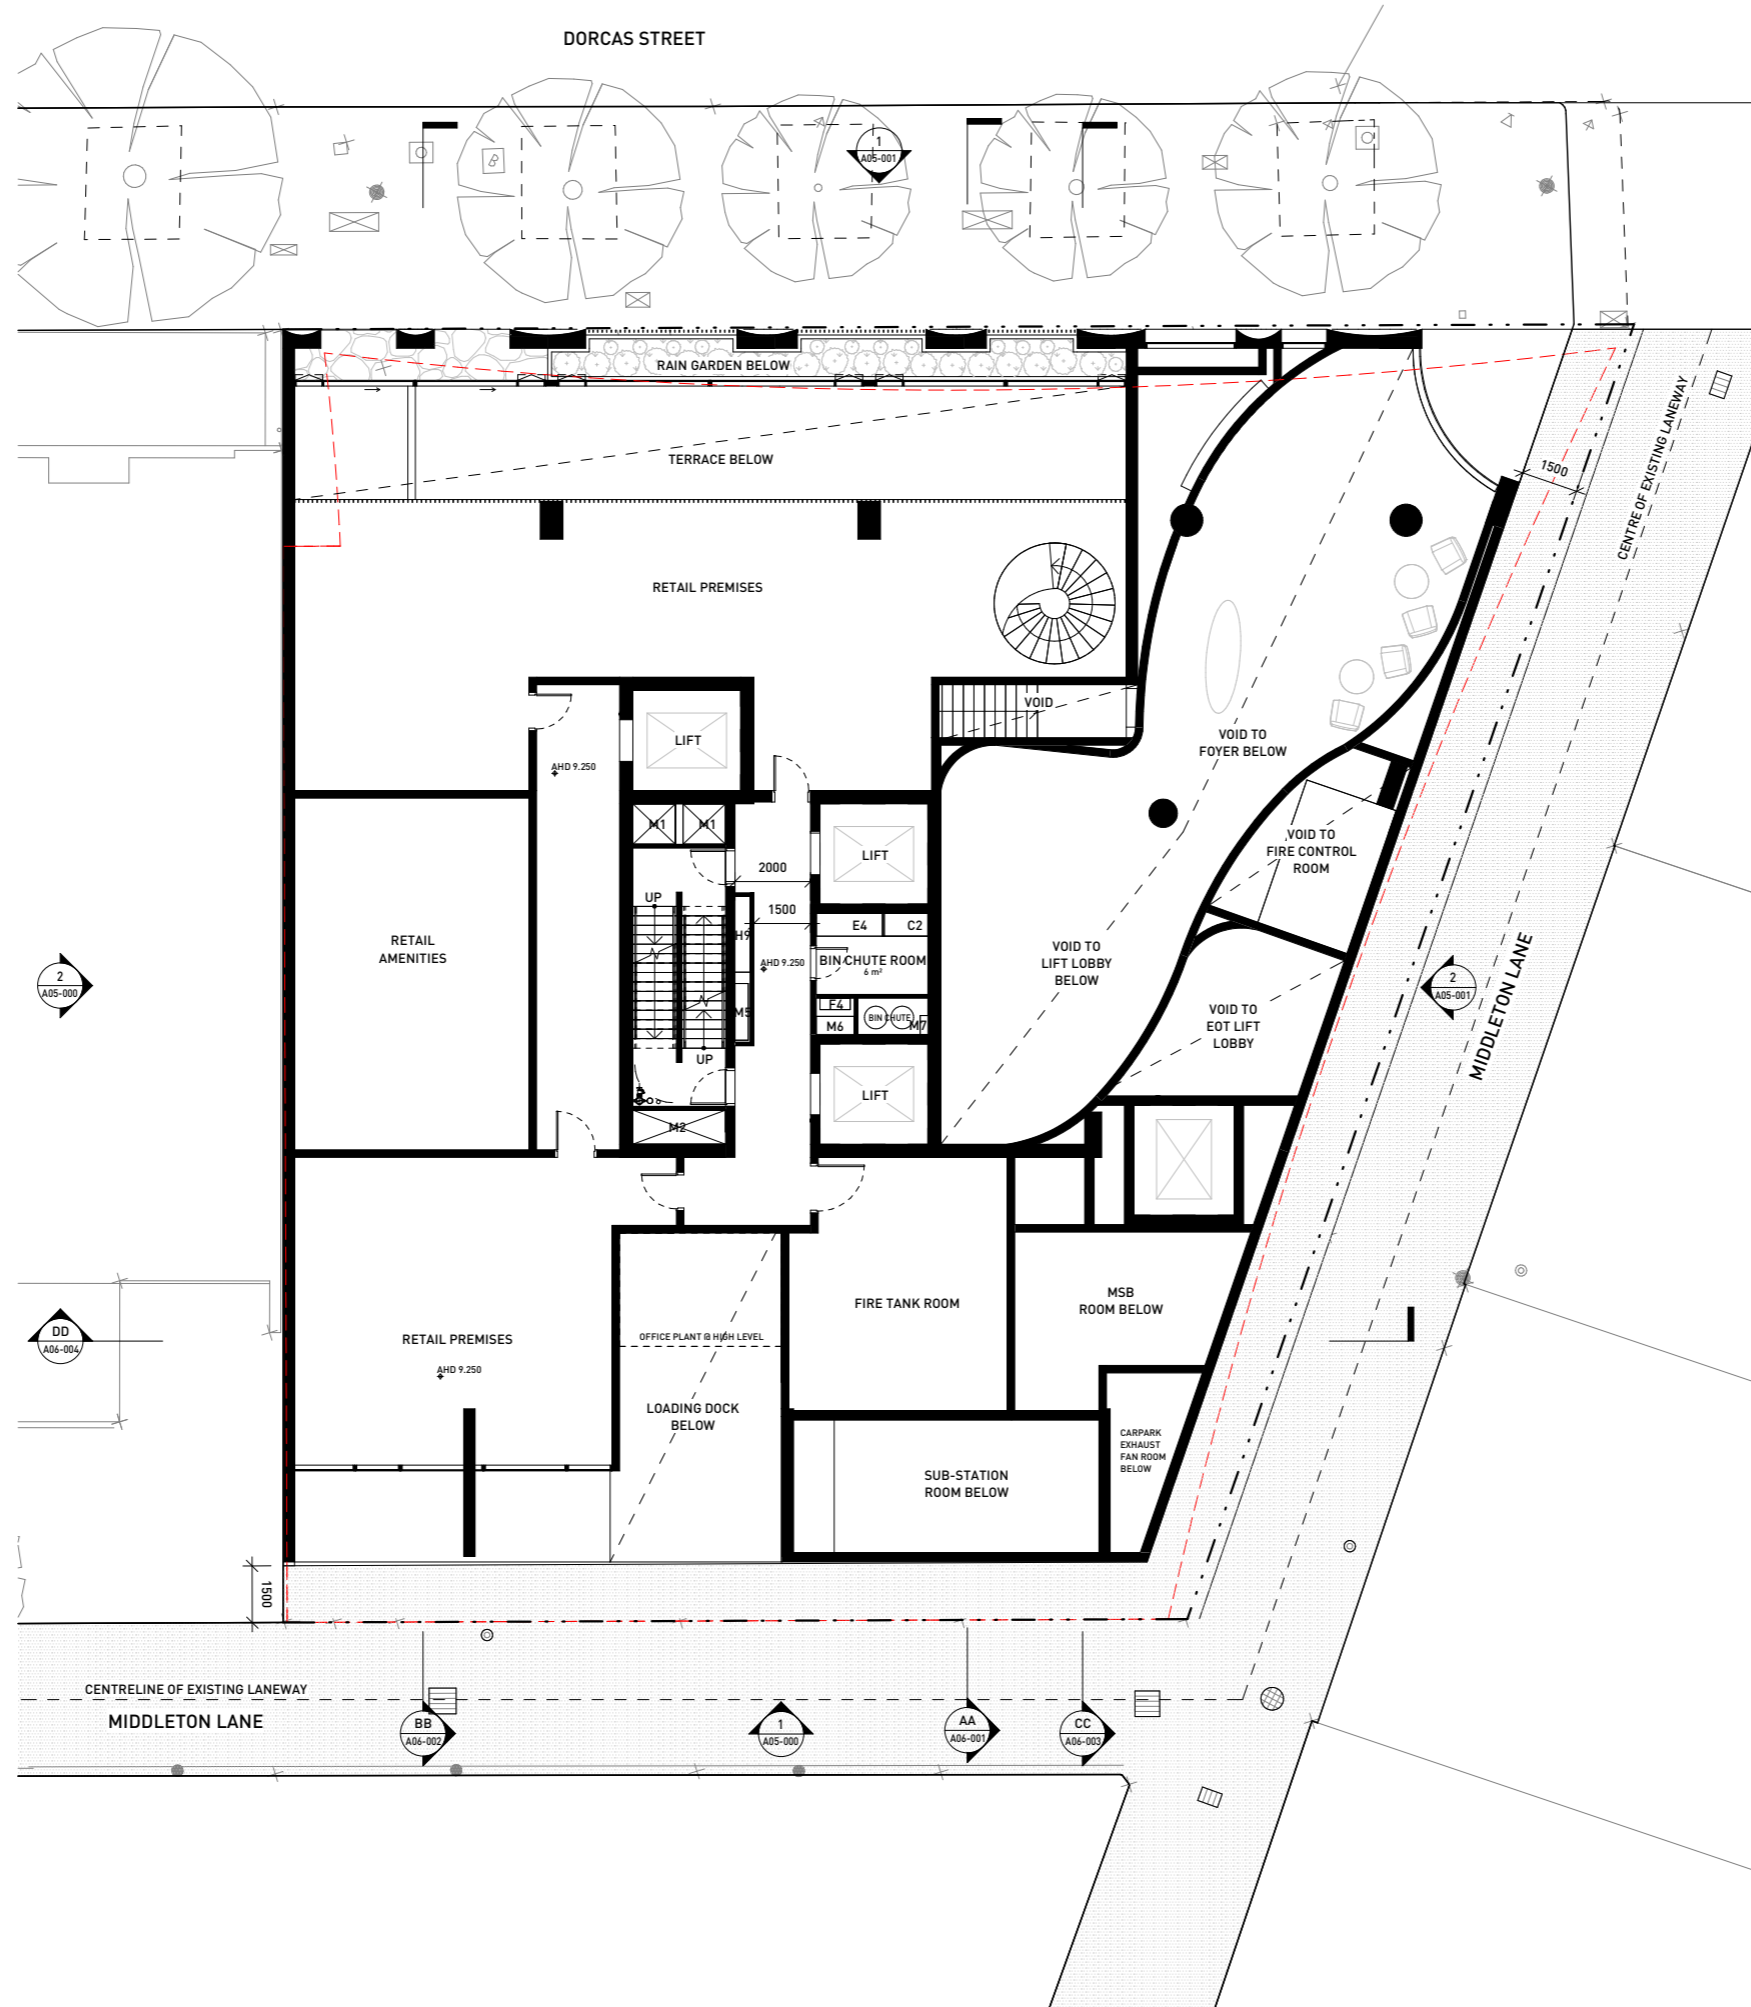 DORCAS STREET
1
A05-001
RAIN GARDEN BELOW
TERRACE BELOW
1500
CENTRE OF EXISTING LANEWAY
RETAIL PREMISES
VOID
LIFT
VOID TO
FOYER BELOW
AHD 9.250
M1
M1
VOID TO
FIRE CONTROL
ROOM
LIFT
2000
UP
1500
E4
C2
H9
RETAIL
AMENITIES
VOID TO
LIFT LOBBY
BELOW
BIN CHUTE ROOM
6 m²
AHD 9.250
2
A05-000
2
A05-001
MIDDLETON LANE
F4
M5
BIN CHUTE
M6
M7
VOID TO
EOT LIFT
LOBBY
UP
LIFT
M2
MSB
ROOM BELOW
FIRE TANK ROOM
DD
A06-004
RETAIL PREMISES
OFFICE PLANT @ HIGH LEVEL
AHD 9.250
LOADING DOCK
BELOW
CARPARK
EXHAUST
FAN ROOM
BELOW
SUB-STATION
ROOM BELOW
1500
CENTRELINE OF EXISTING LANEWAY
MIDDLETON LANE
BB
A06-002
1
A05-000
AA
A06-001
CC
A06-003